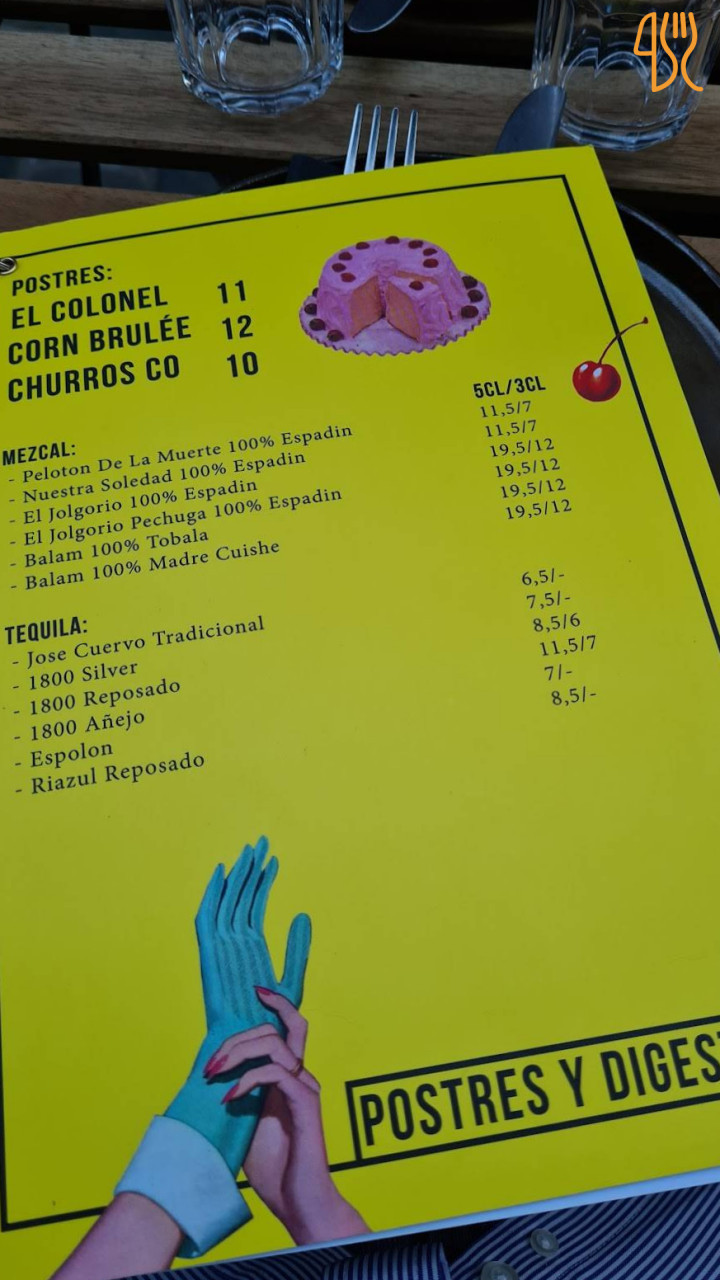 POSTRES:
EL COLONEL 11
CORN BRULÉE 12
CHURROS CO 10
5CL/3CL
MEZCAL:
- Peloton De La Muerte 100% Espadin 11,5/7
- Nuestra Soledad 100% Espadin 11,5/7
- El Jolgorio 100% Espadin 19,5/12
- El Jolgorio Pechuga 100% Espadin 19,5/12
- Balam 100% Tobala 19,5/12
- Balam 100% Madre Cuishe 19,5/12
TEQUILA:
- Jose Cuervo Tradicional 6,5/-
- 1800 Silver 7,5/-
- 1800 Reposado 8,5/6
- 1800 Añejo 11,5/7
- Espolon 7/-
- Riazul Reposado 8,5/-
POSTRES Y DIGES